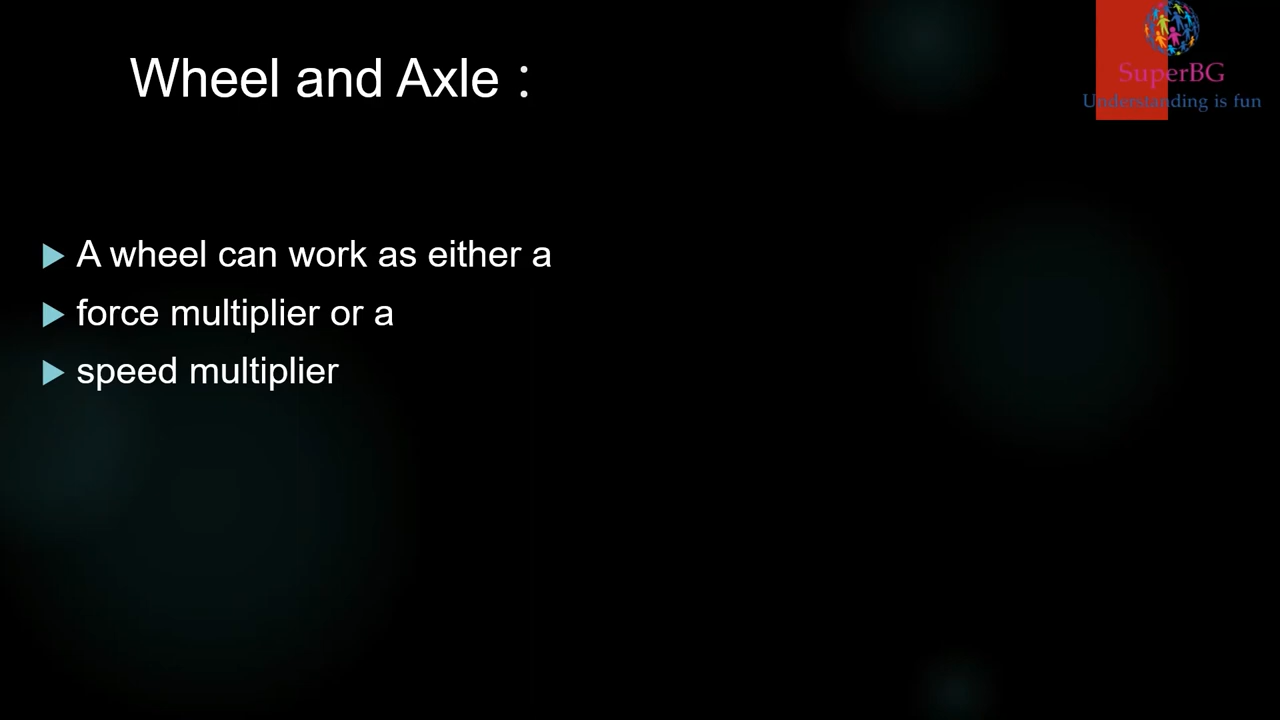 Wheel and Axle :
SuperBG
Understanding is fun
A wheel can work as either a
force multiplier or a
speed multiplier